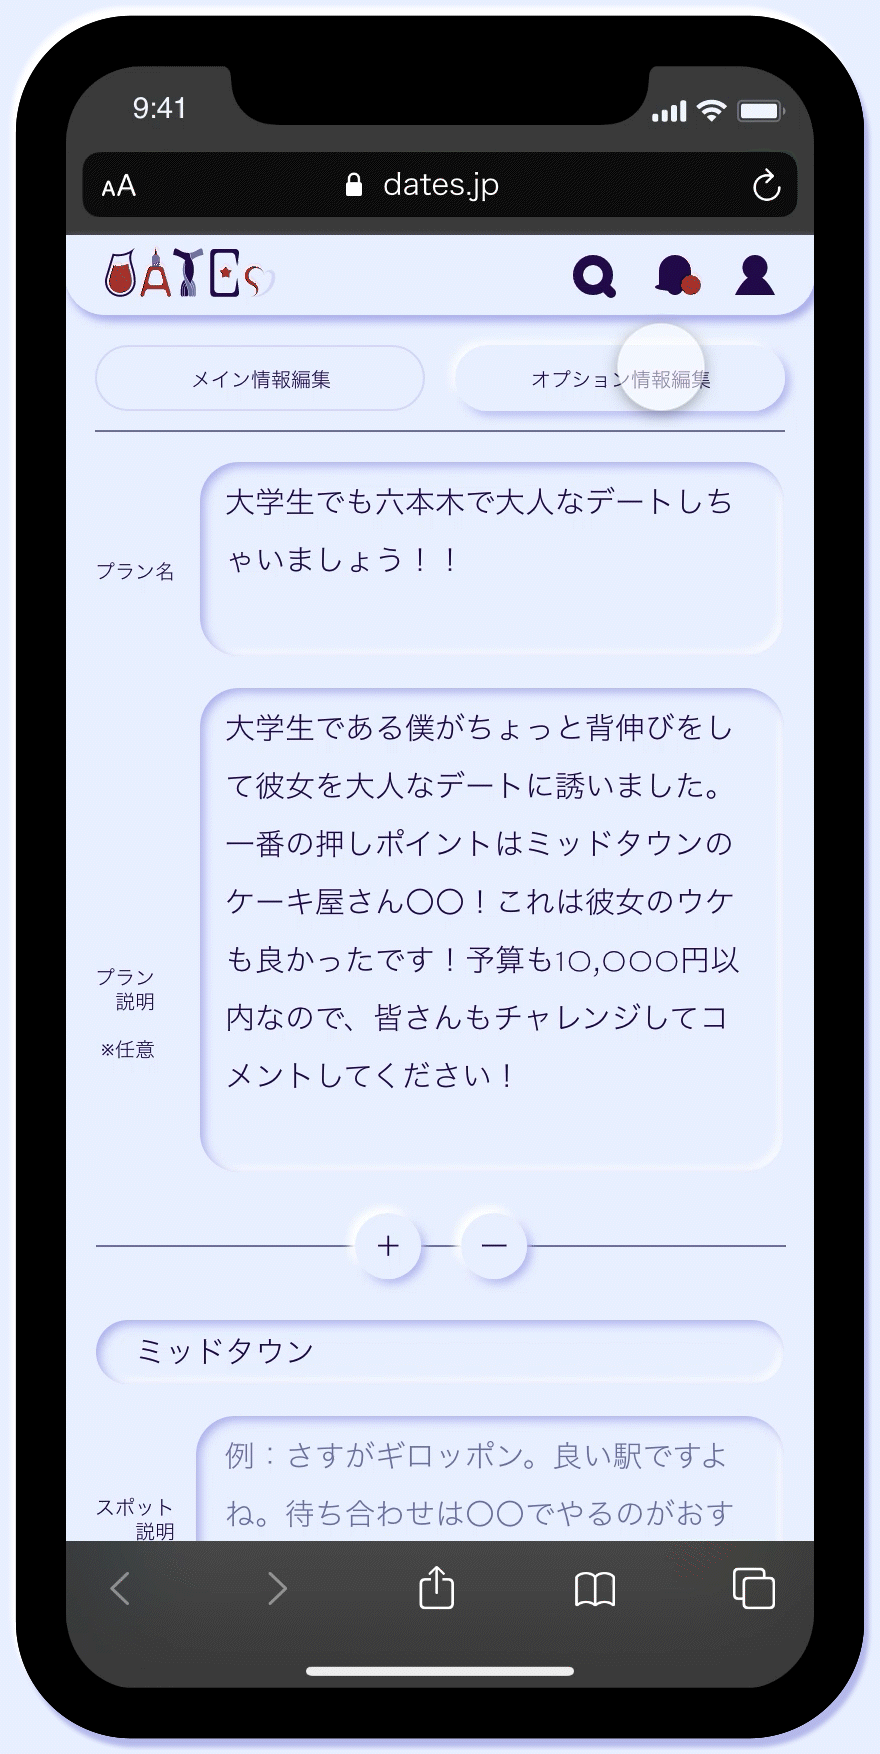 9:41
AA
dates.jp
DATEs
メイン情報編集
オプション情報編集
プラン名
大学生でも六本木で大人なデートしち
ゃいましょう！！
プラン
説明
※任意
大学生である僕がちょっと背伸びをし
て彼女を大人なデートに誘いました。
一番の押しポイントはミッドタウンの
ケーキ屋さん〇〇！これは彼女のウケ
も良かったです！予算も10,000円以
内なので、皆さんもチャレンジしてコ
メントしてください！
+
−
ミッドタウン
スポット
説明
例：さすがギロッポン。良い駅ですよ
ね。待ち合わせは〇〇でやるのがおす